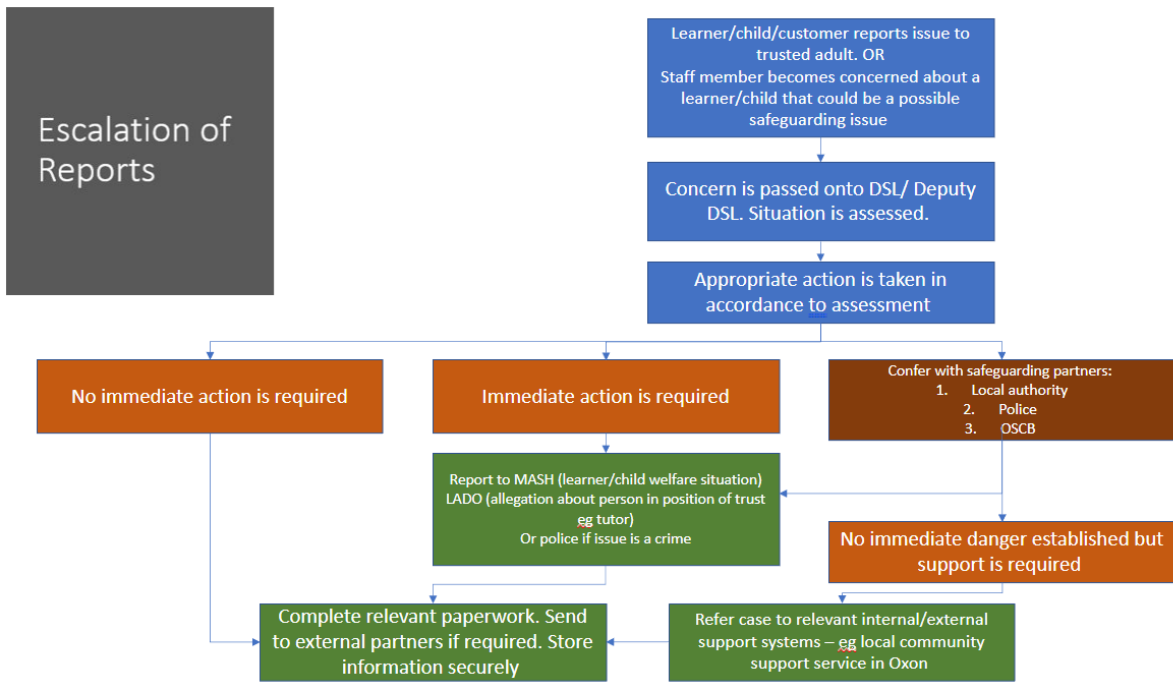 Escalation of
Reports
Learner/child/customer reports issue to
trusted adult. OR
Staff member becomes concerned about a
learner/child that could be a possible
safeguarding issue
Concern is passed onto DSL/ Deputy
DSL. Situation is assessed.
Appropriate action is taken in
accordance to assessment
No immediate action is required
Immediate action is required
Confer with safeguarding partners:
1. Local authority
2. Police
3. OSCB
Report to MASH (learner/child welfare situation)
LADO (allegation about person in position of trust
eg tutor)
Or police if issue is a crime
No immediate danger established but
support is required
Complete relevant paperwork. Send
to external partners if required. Store
information securely
Refer case to relevant internal/external
support systems – eg local community
support service in Oxon